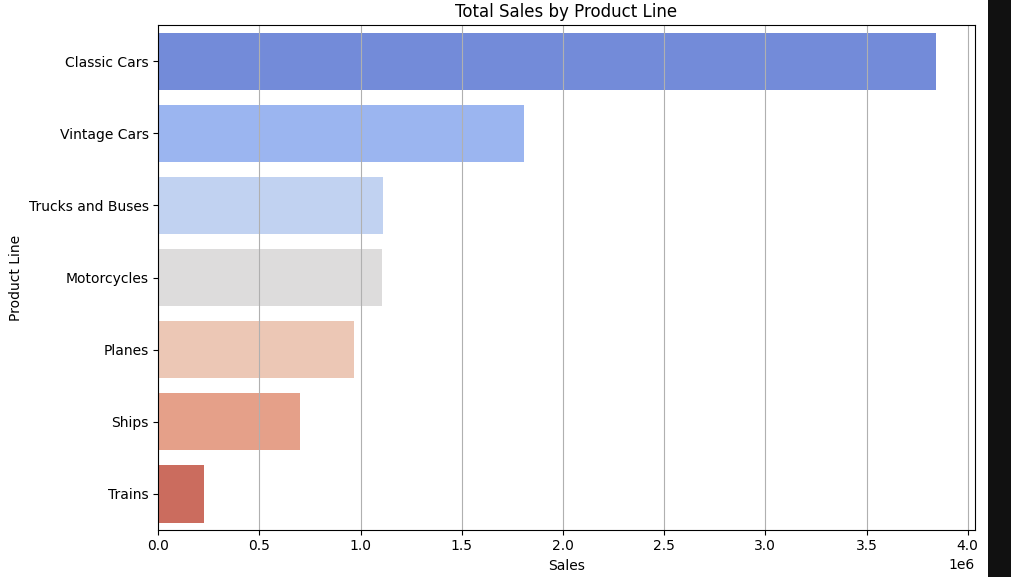 Total Sales by Product Line
Product Line
Classic Cars
Vintage Cars
Trucks and Buses
Motorcycles
Planes
Ships
Trains
0.0 0.5 1.0 1.5 2.0 2.5 3.0 3.5 4.0
1e6
Sales